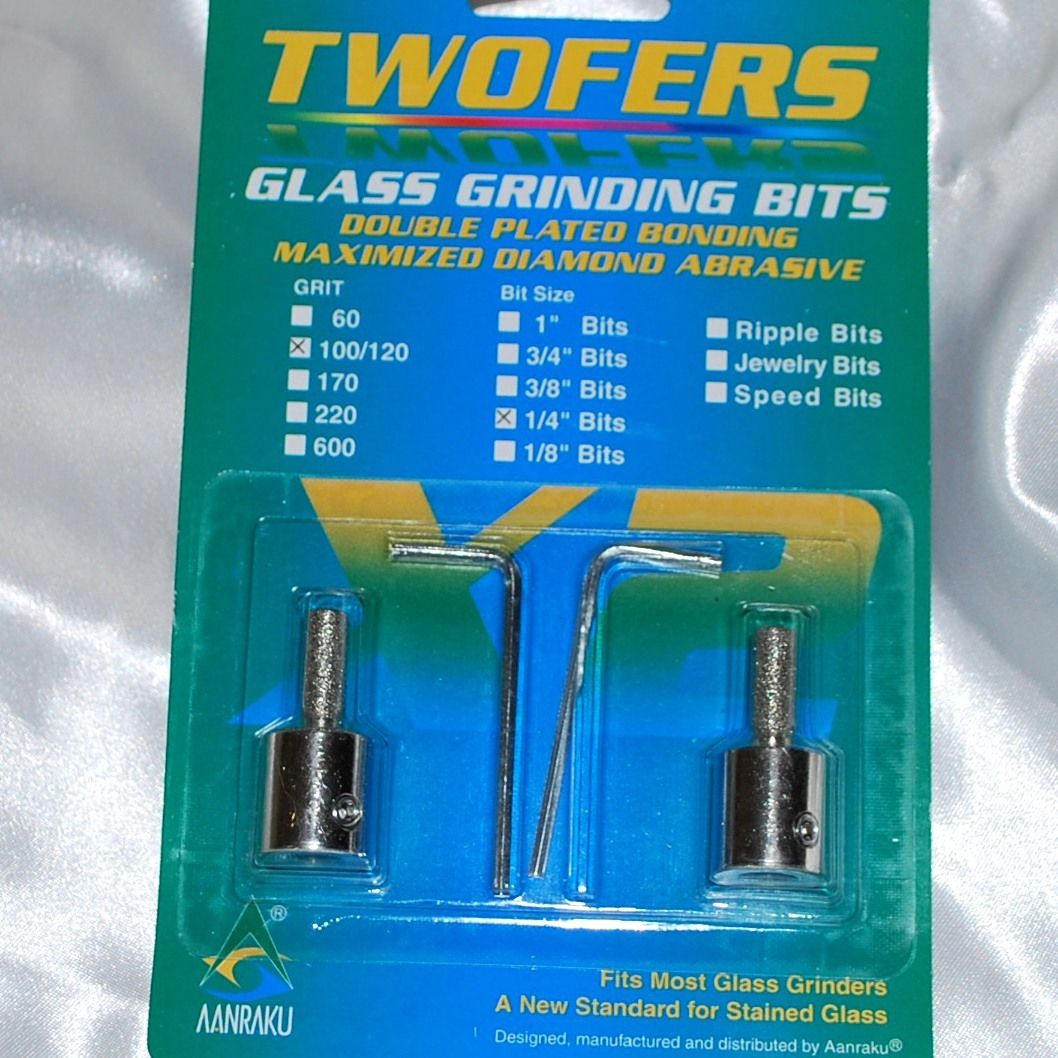 TWOFERS
GLASS GRINDING BITS
DOUBLE PLATED BONDING
MAXIMIZED DIAMOND ABRASIVE
GRIT
60
100/120
170
220
600
Bit Size
1" Bits
3/4" Bits
3/8" Bits
1/4" Bits
1/8" Bits
Ripple Bits
Jewelry Bits
Speed Bits
X2
®
AANRAKU
Fits Most Glass Grinders
A New Standard for Stained Glass
Designed, manufactured and distributed by Aanraku®